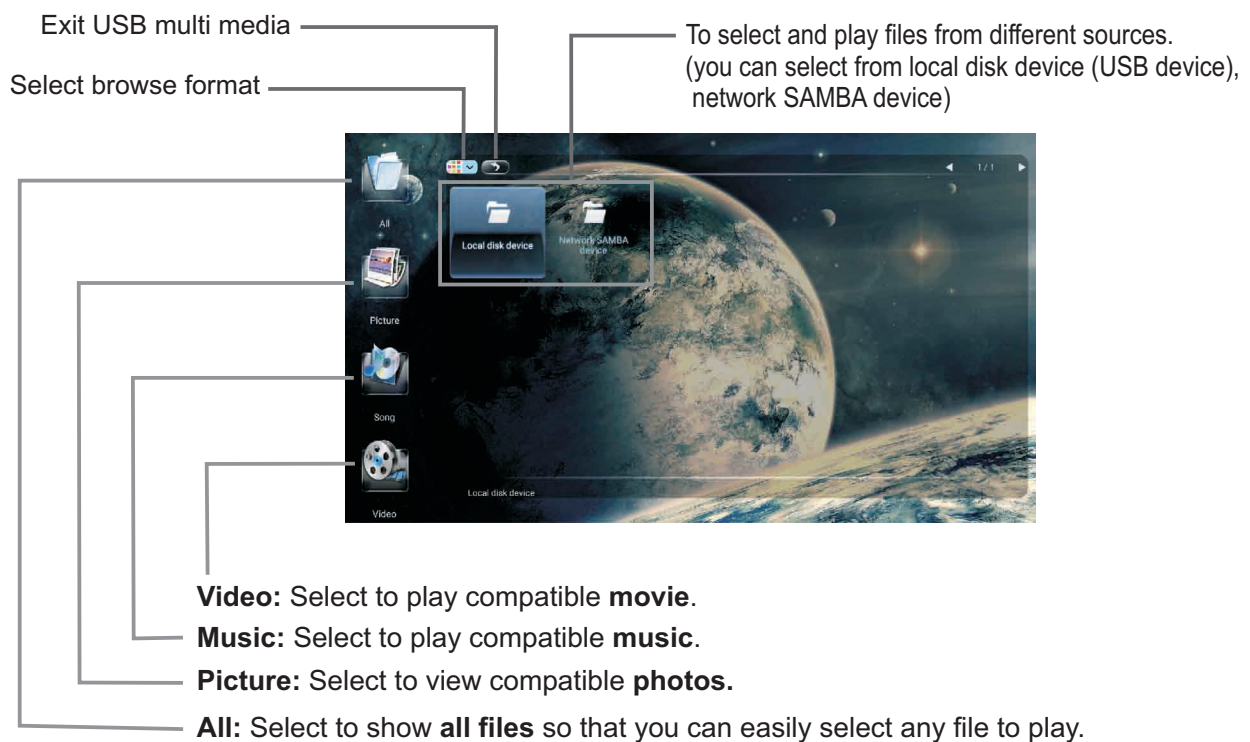 Exit USB multi media
Select browse format
To select and play files from different sources.
(you can select from local disk device (USB device),
network SAMBA device)
1/1
All
Local disk device
Network SAMBA
device
Picture
Song
Local disk device
Video
Video: Select to play compatible movie.
Music: Select to play compatible music.
Picture: Select to view compatible photos.
All: Select to show all files so that you can easily select any file to play.